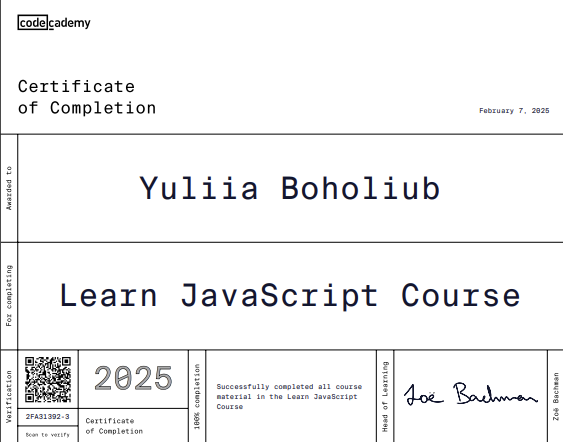 codecademy
Certificate
of Completion
February 7, 2025
Awarded to
Yuliia Boholiub
For completing
Learn JavaScript Course
Verification
2FA31392-3
Scan to verify
2025
Certificate
of Completion
100% completion
Successfully completed all course
material in the Learn JavaScript
Course
Head of Learning
Zoë Bachman
Zoë Bachman